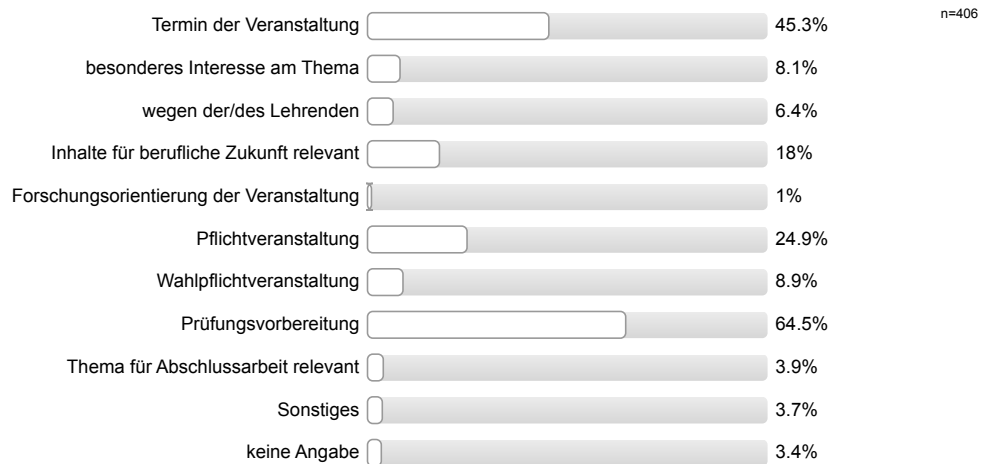 Termin der Veranstaltung 45.3% n=406
besonderes Interesse am Thema 8.1%
wegen der/des Lehrenden 6.4%
Inhalte für berufliche Zukunft relevant 18%
Forschungsorientierung der Veranstaltung 1%
Pflichtveranstaltung 24.9%
Wahlpflichtveranstaltung 8.9%
Prüfungsvorbereitung 64.5%
Thema für Abschlussarbeit relevant 3.9%
Sonstiges 3.7%
keine Angabe 3.4%